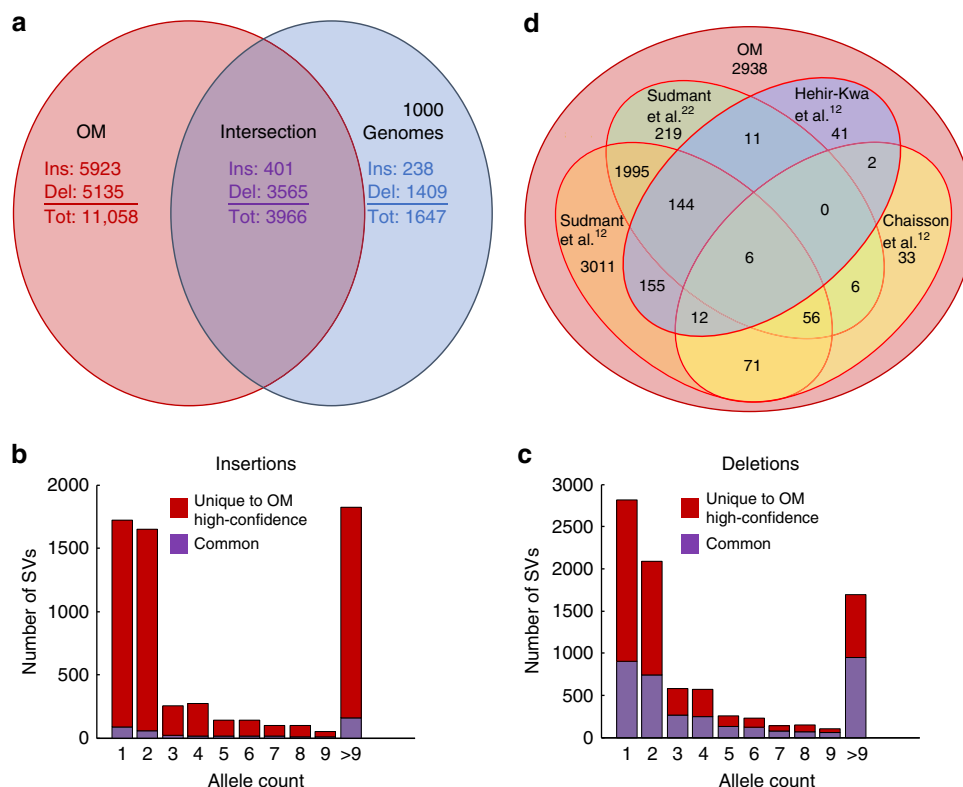 a
OM
Ins: 5923
Del: 5135
Tot: 11,058
Intersection
Ins: 401
Del: 3565
Tot: 3966
1000
Genomes
Ins: 238
Del: 1409
Tot: 1647
d
OM
2938
Sudmant
et al.22
219
Hehir-Kwa
et al.12
41
11
2
1995
144
0
Sudmant
et al.12
3011
Chaisson
et al.12
33
6
155
6
12
56
71
b
Insertions
Unique to OM
high-confidence
Common
Number of SVs
2000
1500
1000
500
0
1 2 3 4 5 6 7 8 9 >9
Allele count
c
Deletions
Unique to OM
high-confidence
Common
Number of SVs
3000
2500
2000
1500
1000
500
0
1 2 3 4 5 6 7 8 9 >9
Allele count